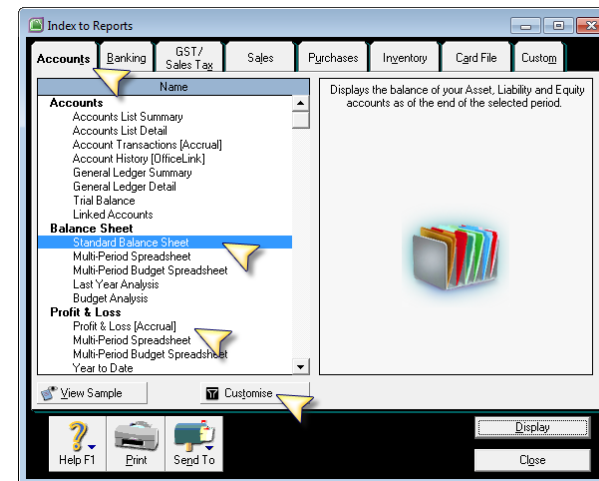 Index to Reports
Accounts
Banking
GST/
Sales Tax
Sales
Purchases
Inventory
Card File
Custom
Name
Accounts
Accounts List Summary
Accounts List Detail
Account Transactions [Accrual]
Account History [OfficeLink]
General Ledger Summary
General Ledger Detail
Trial Balance
Linked Accounts
Balance Sheet
Standard Balance Sheet
Multi-Period Spreadsheet
Multi-Period Budget Spreadsheet
Last Year Analysis
Budget Analysis
Profit & Loss
Profit & Loss [Accrual]
Multi-Period Spreadsheet
Multi-Period Budget Spreadsheet
Year to Date
Displays the balance of your Asset, Liability and Equity
accounts as of the end of the selected period.
View Sample
Customise
Help F1
Print
Send To
Display
Close